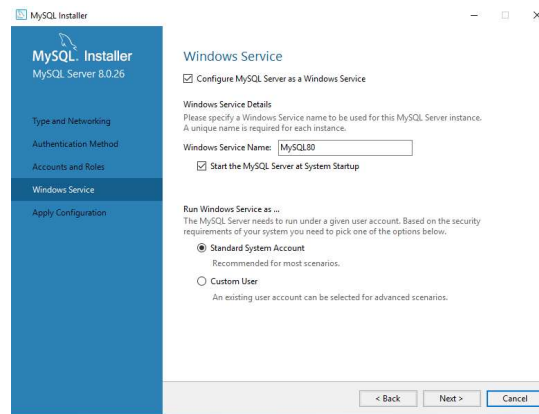 MySQL Installer
MySQL. Installer
MySQL Server 8.0.26
Type and Networking
Authentication Method
Accounts and Roles
Windows Service
Apply Configuration
Windows Service
Configure MySQL Server as a Windows Service
Windows Service Details
Please specify a Windows Service name to be used for this MySQL Server instance.
A unique name is required for each instance.
Windows Service Name: MySQL80
Start the MySQL Server at System Startup
Run Windows Service as ...
The MySQL Server needs to run under a given user account. Based on the security
requirements of your system you need to pick one of the options below.
Standard System Account
Recommended for most scenarios.
Custom User
An existing user account can be selected for advanced scenarios.
< Back Next > Cancel